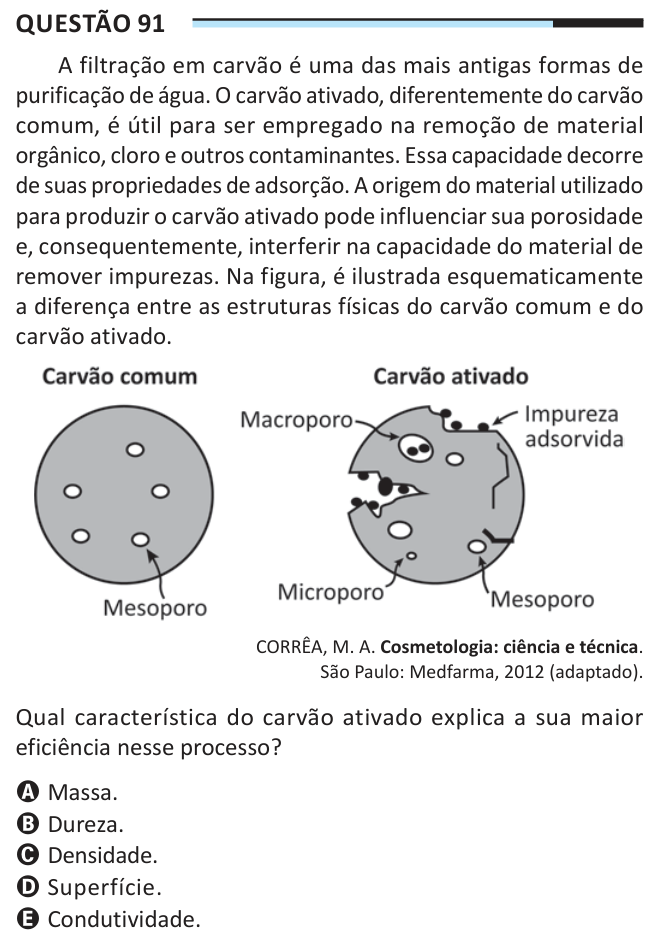 QUESTÃO 91
A filtração em carvão é uma das mais antigas formas de
purificação de água. O carvão ativado, diferentemente do carvão
comum, é útil para ser empregado na remoção de material
orgânico, cloro e outros contaminantes. Essa capacidade decorre
de suas propriedades de adsorção. A origem do material utilizado
para produzir o carvão ativado pode influenciar sua porosidade
e, consequentemente, interferir na capacidade do material de
remover impurezas. Na figura, é ilustrada esquematicamente
a diferença entre as estruturas físicas do carvão comum e do
carvão ativado.
Carvão comum
Mesoporo
Carvão ativado
Macroporo
Impureza
adsorvida
Microporo
Mesoporo
CORRÊA, M. A. Cosmetologia: ciência e técnica.
São Paulo: Medfarma, 2012 (adaptado).
Qual característica do carvão ativado explica a sua maior
eficiência nesse processo?
A Massa.
B Dureza.
C Densidade.
D Superfície.
E Condutividade.